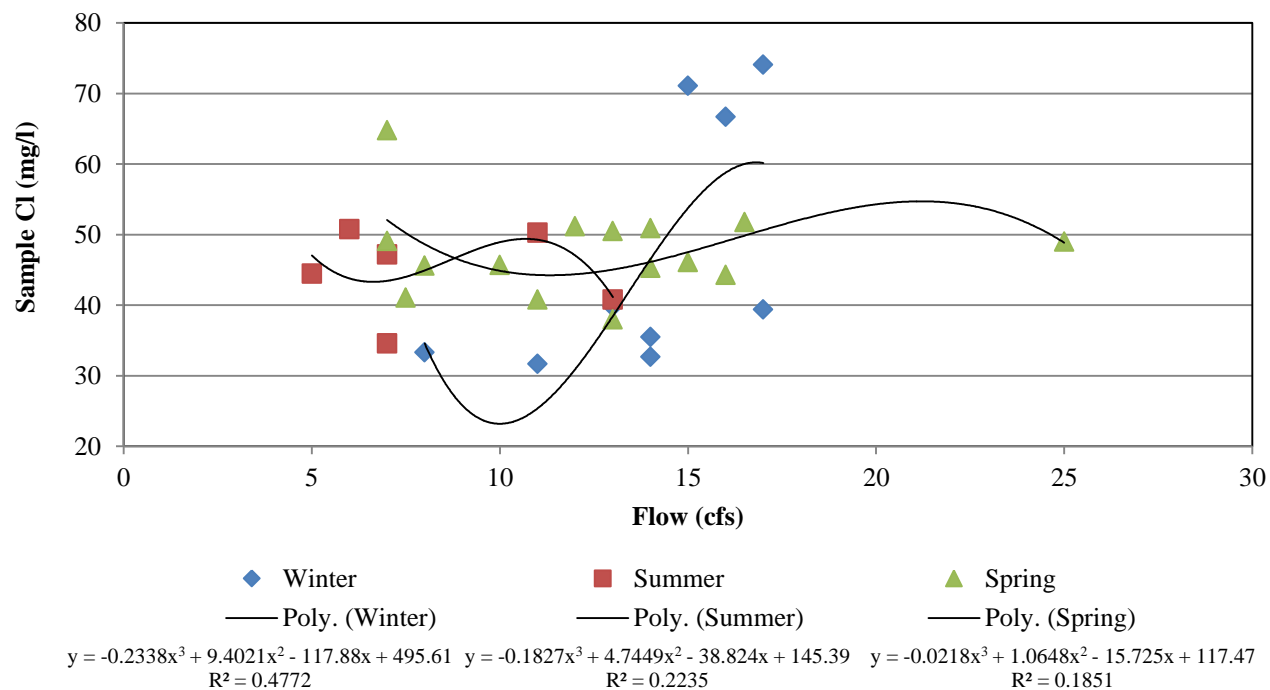 80
70
60
50
40
30
20
Sample Cl (mg/l)
0 5 10 15 20 25 30
Flow (cfs)
Winter Summer Spring
Poly. (Winter) Poly. (Summer) Poly. (Spring)
y = -0.2338x³ + 9.4021x² - 117.88x + 495.61 y = -0.1827x³ + 4.7449x² - 38.824x + 145.39 y = -0.0218x³ + 1.0648x² - 15.725x + 117.47
R² = 0.4772 R² = 0.2235 R² = 0.1851